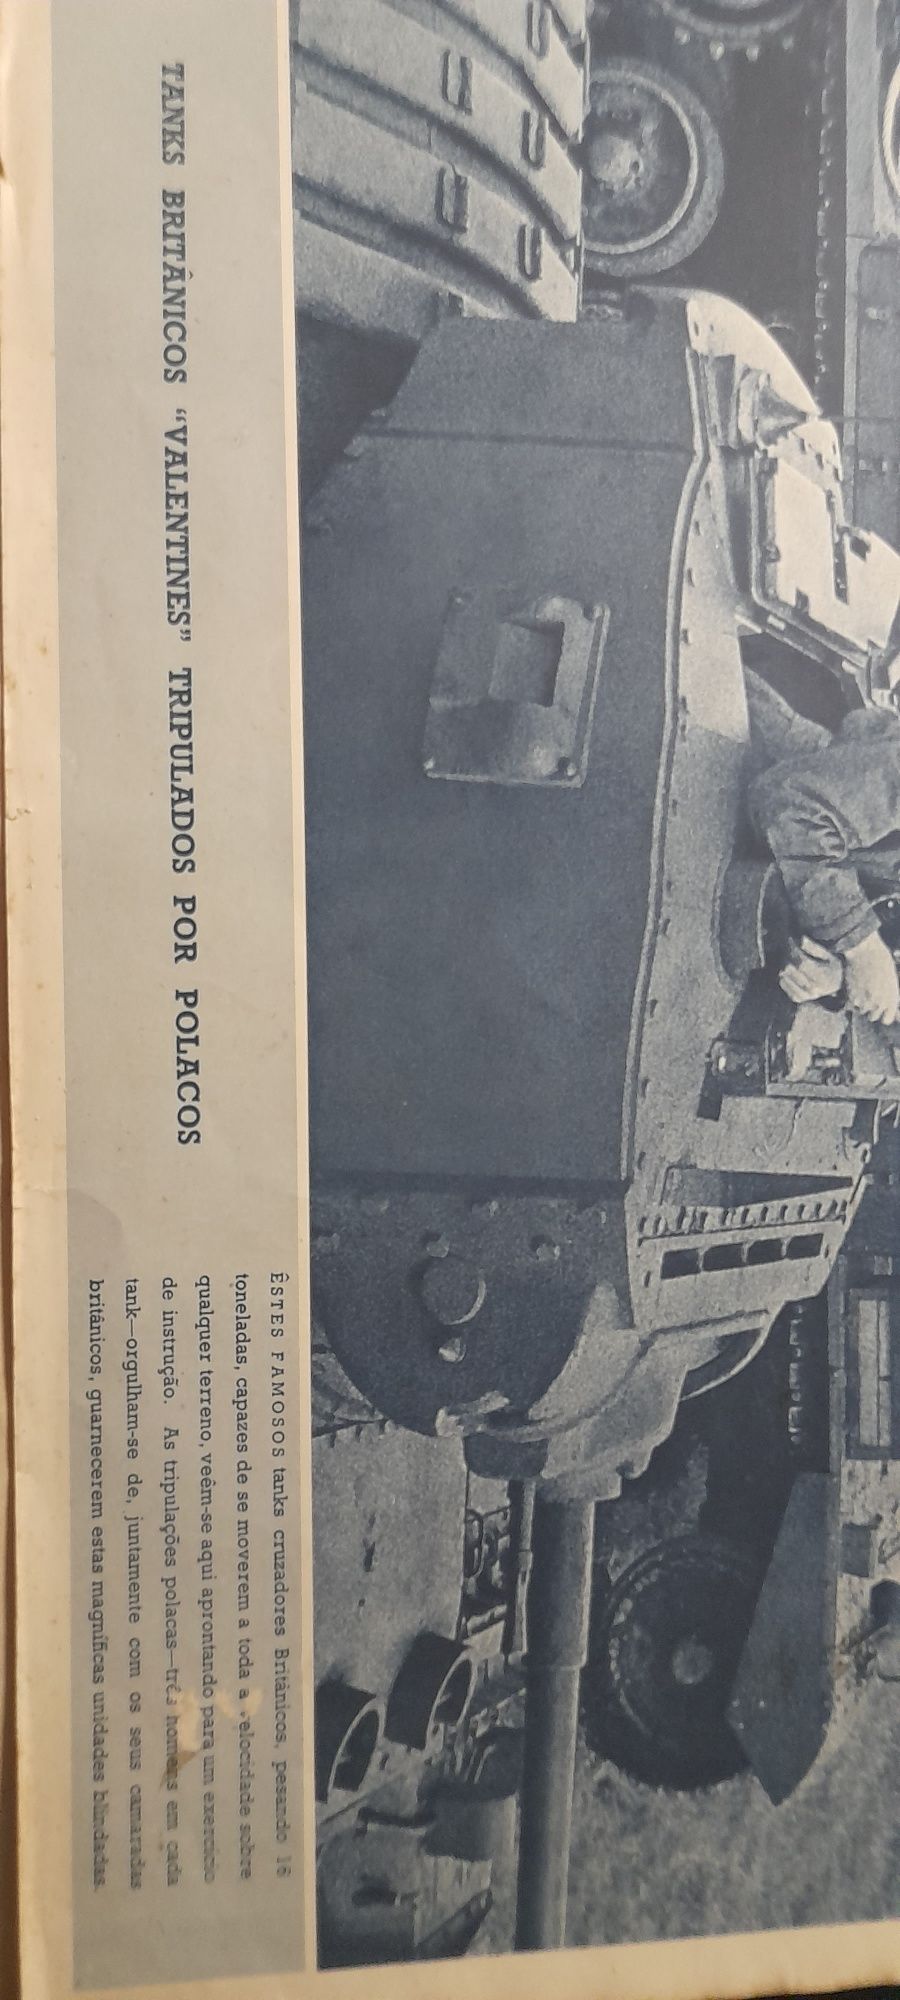 TANKS BRITÂNICOS "VALENTINES" TRIPULADOS POR POLACOS
ÊSTES FAMOSOS tanks cruzadores Britânicos, pesando 16
toneladas, capazes de se moverem a toda a velocidade sobre
qualquer terreno, veêm-se aqui aprontando para um exercício
de instrução. As tripulações polacas—três homens em cada
tank—orgulham-se de, juntamente com os seus camaradas
britânicos, guarnecerem estas magníficas unidades blindadas.